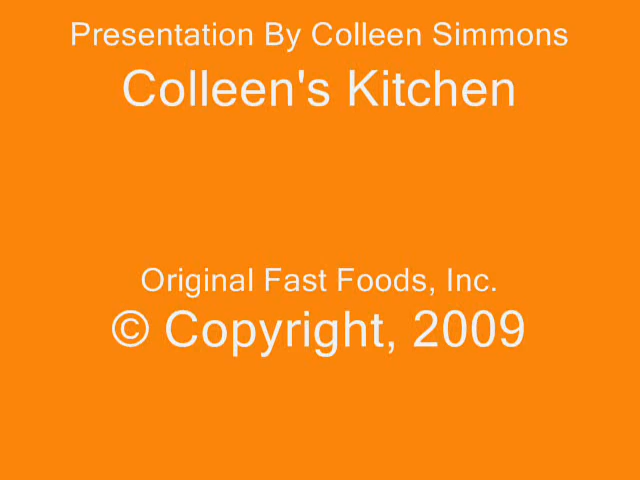 Presentation By Colleen Simmons
Colleen's Kitchen
Original Fast Foods, Inc.
© Copyright, 2009